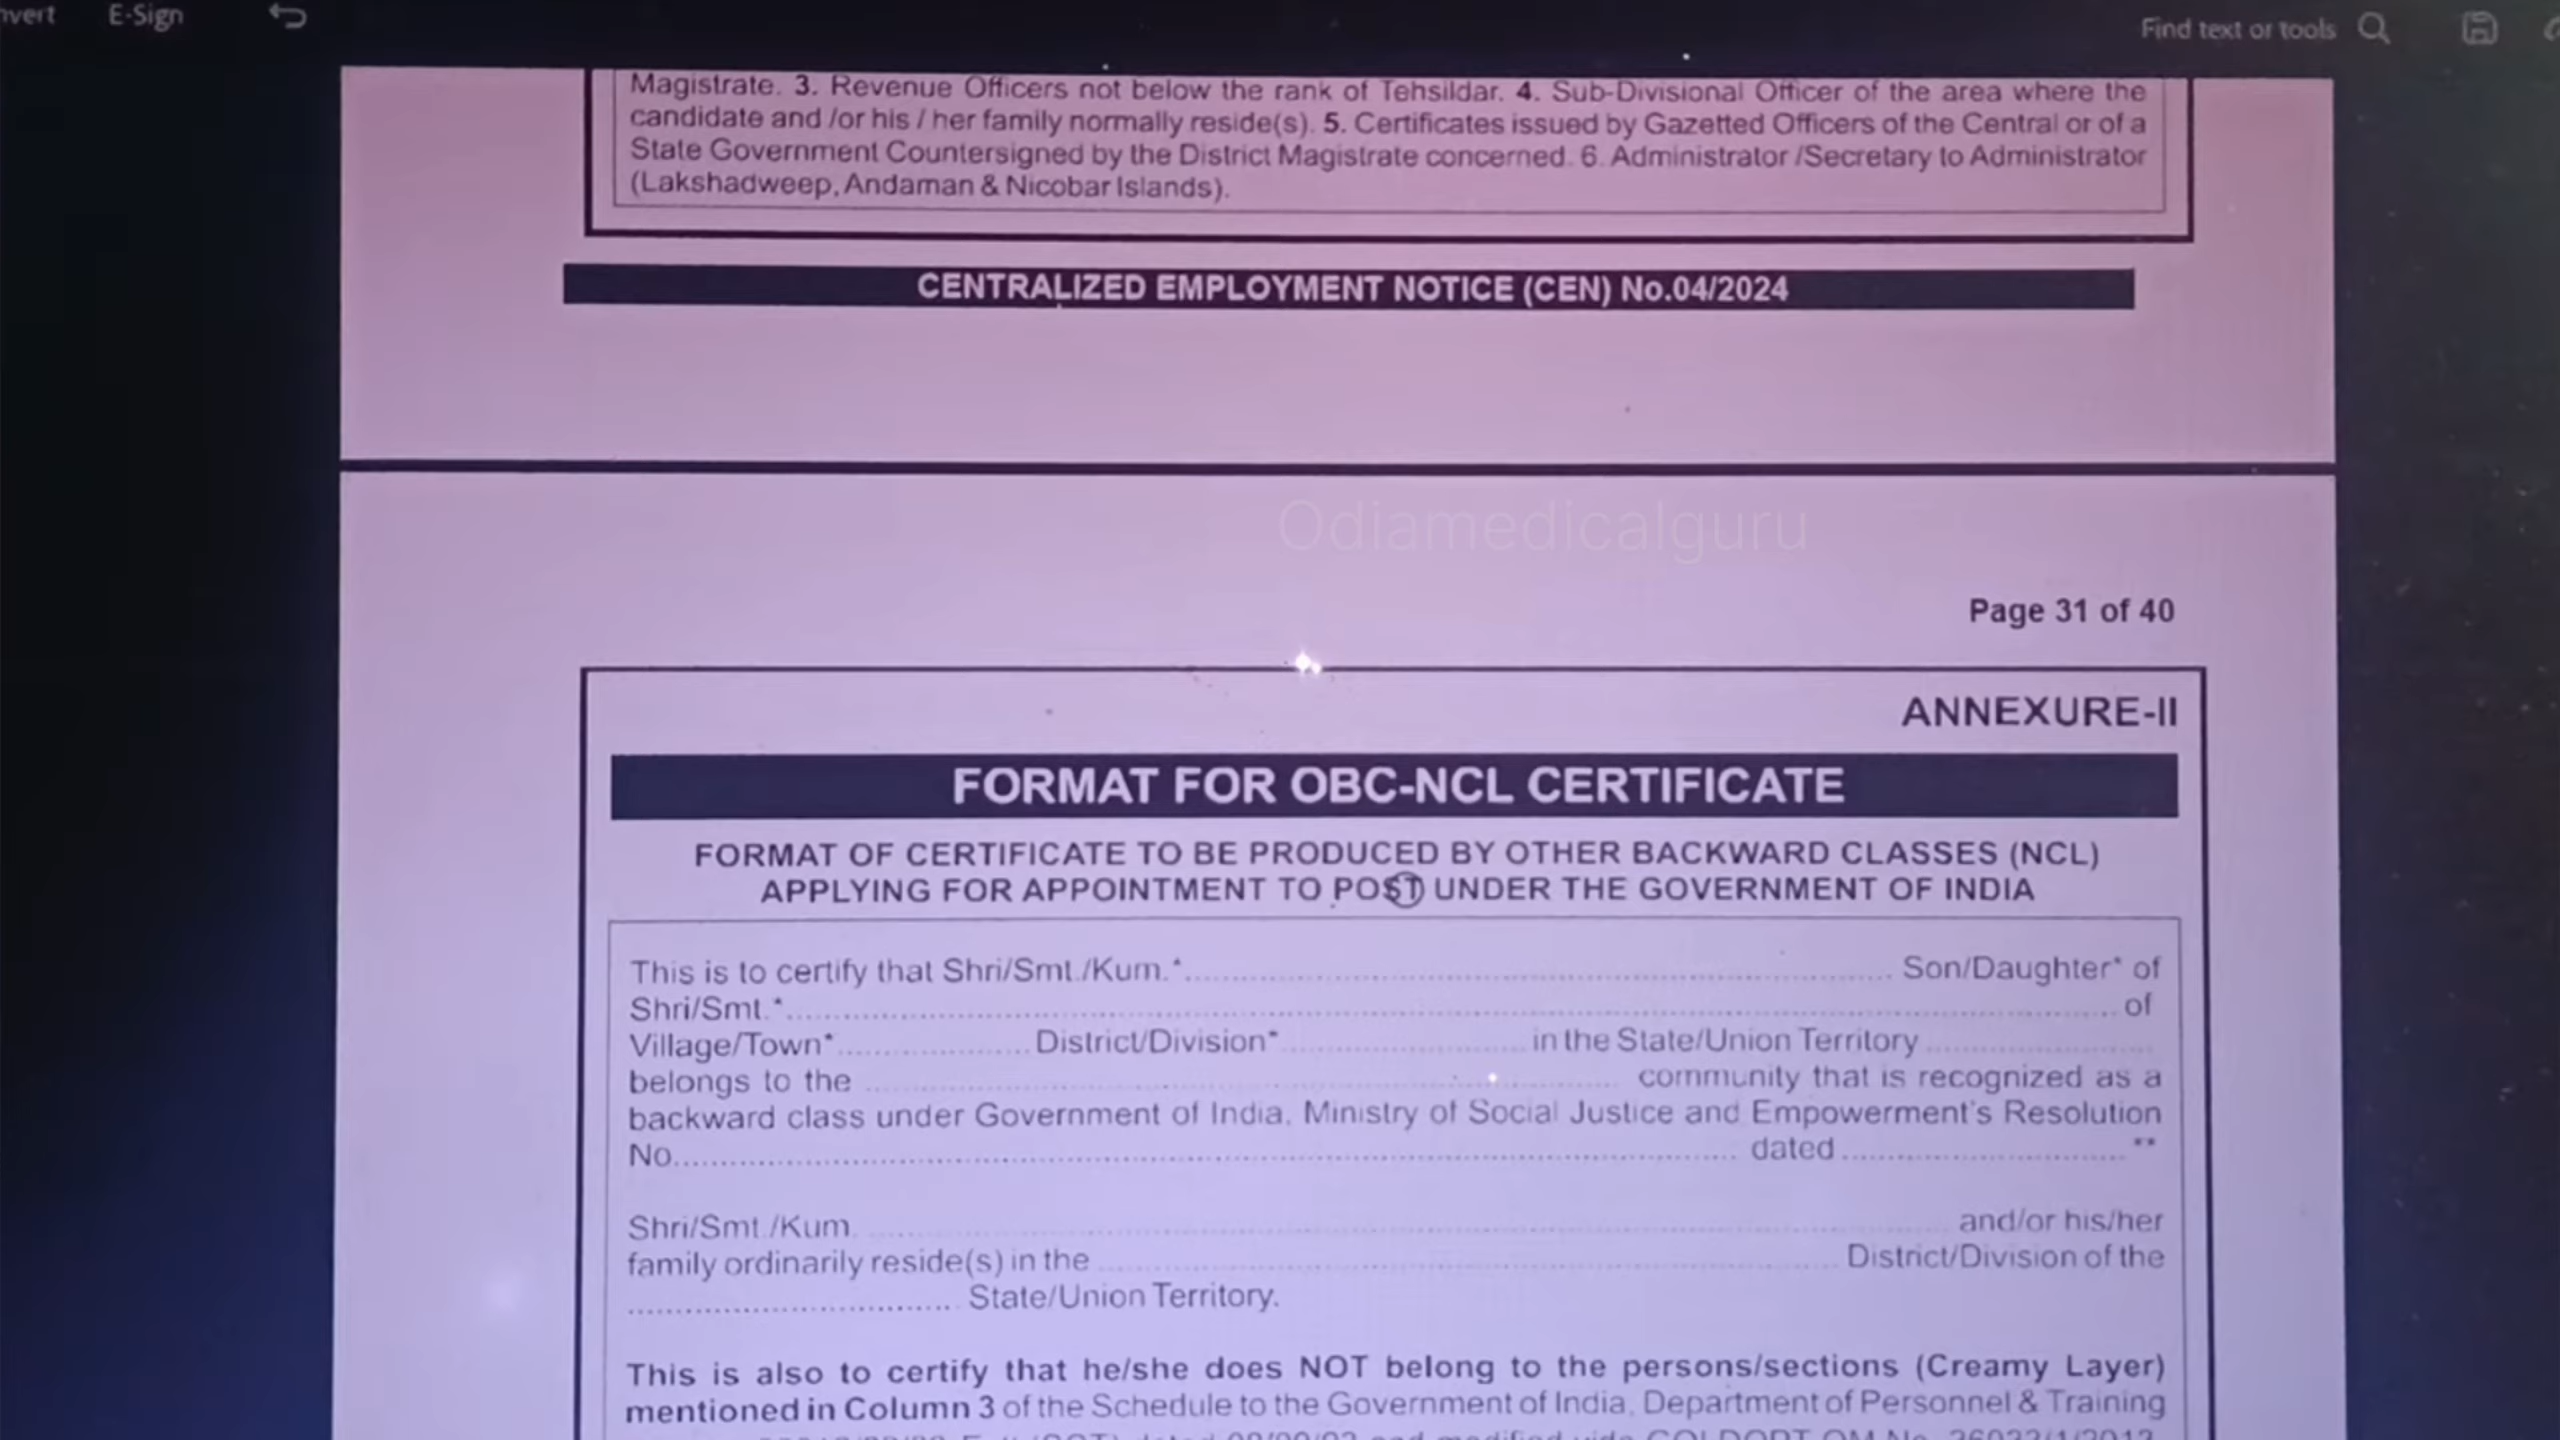 E-Sign
Find text or tools
Magistrate. 3. Revenue Officers not below the rank of Tehsildar. 4. Sub-Divisional Officer of the area where the
candidate and /or his / her family normally reside(s). 5. Certificates issued by Gazetted Officers of the Central or of a
State Government Countersigned by the District Magistrate concerned. 6. Administrator /Secretary to Administrator
(Lakshadweep, Andaman & Nicobar Islands).
CENTRALIZED EMPLOYMENT NOTICE (CEN) No.04/2024
Odiamedicalguru
Page 31 of 40
ANNEXURE-II
FORMAT FOR OBC-NCL CERTIFICATE
FORMAT OF CERTIFICATE TO BE PRODUCED BY OTHER BACKWARD CLASSES (NCL)
APPLYING FOR APPOINTMENT TO POST UNDER THE GOVERNMENT OF INDIA
This is to certify that Shri/Smt./Kum.*.................... Son/Daughter* of
Shri/Smt.*.................... of
Village/Town*.................... District/Division*.................... in the State/Union Territory ....................
belongs to the .................... community that is recognized as a
backward class under Government of India, Ministry of Social Justice and Empowerment's Resolution
No.................... dated .................... **
Shri/Smt./Kum. .................... and/or his/her
family ordinarily reside(s) in the .................... District/Division of the
.................... State/Union Territory.
This is also to certify that he/she does NOT belong to the persons/sections (Creamy Layer)
mentioned in Column 3 of the Schedule to the Government of India, Department of Personnel & Training